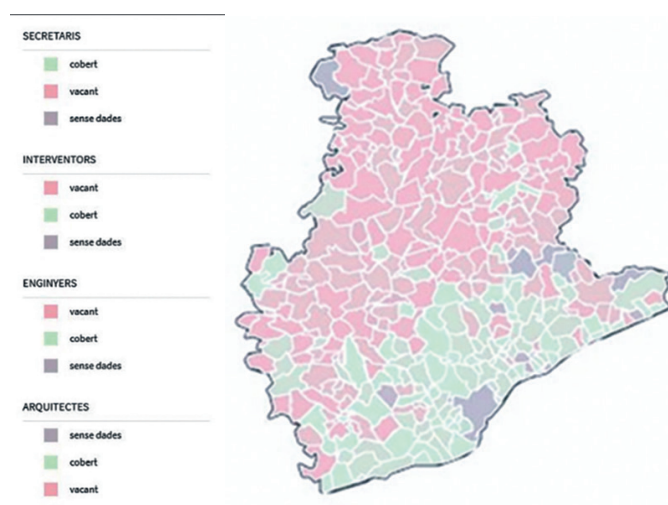 SECRETARIS
cobert
vacant
sense dades
INTERVENTORS
vacant
cobert
sense dades
ENGINYERS
vacant
cobert
sense dades
ARQUITECTES
sense dades
cobert
vacant